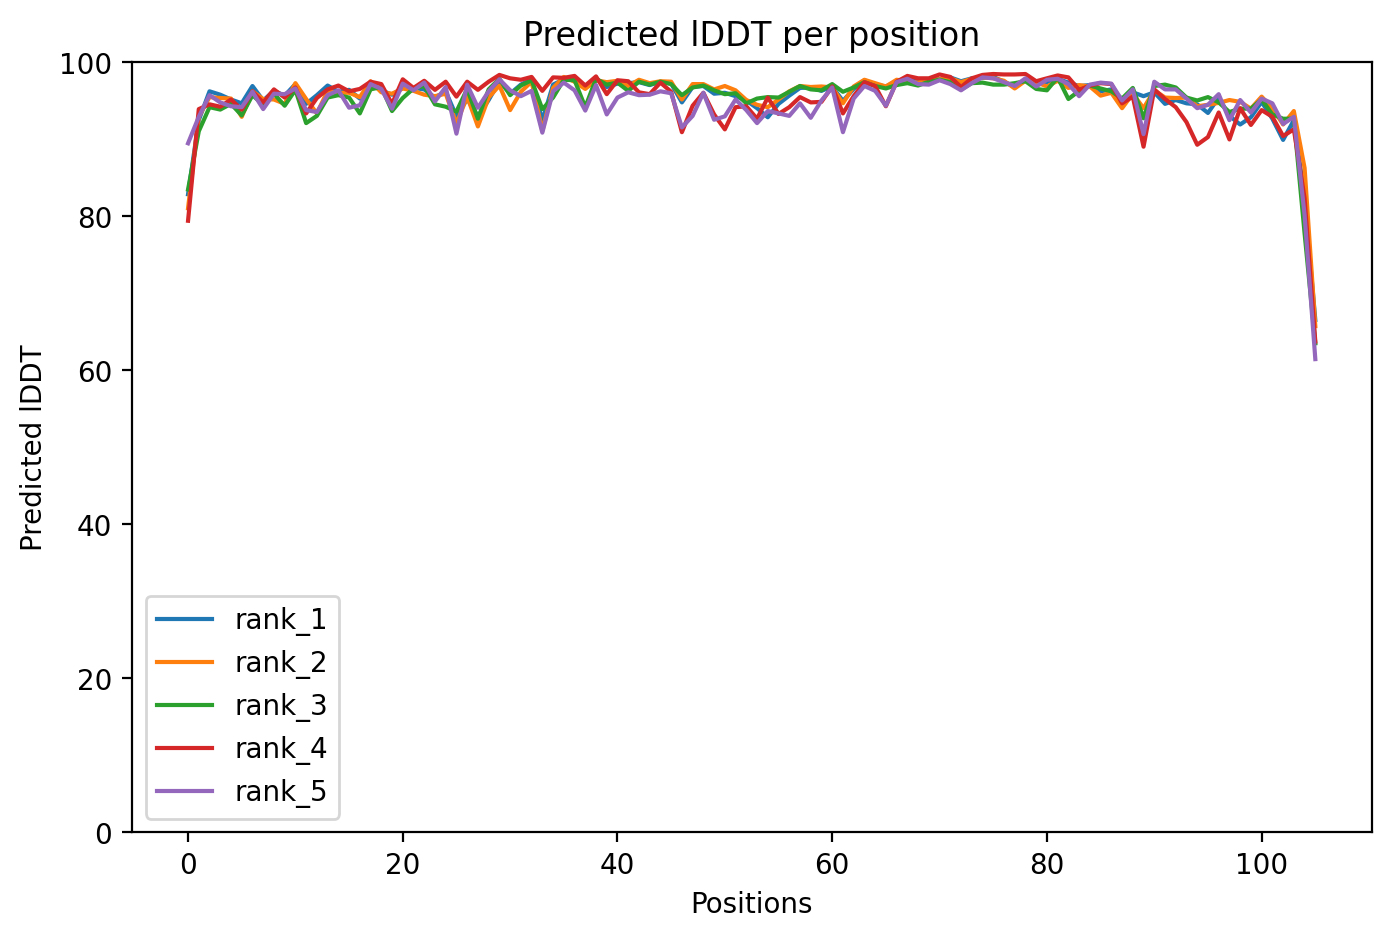 Predicted lDDT per position
100
80
60
40
20
0
Predicted lDDT
rank_1
rank_2
rank_3
rank_4
rank_5
0 20 40 60 80 100
Positions